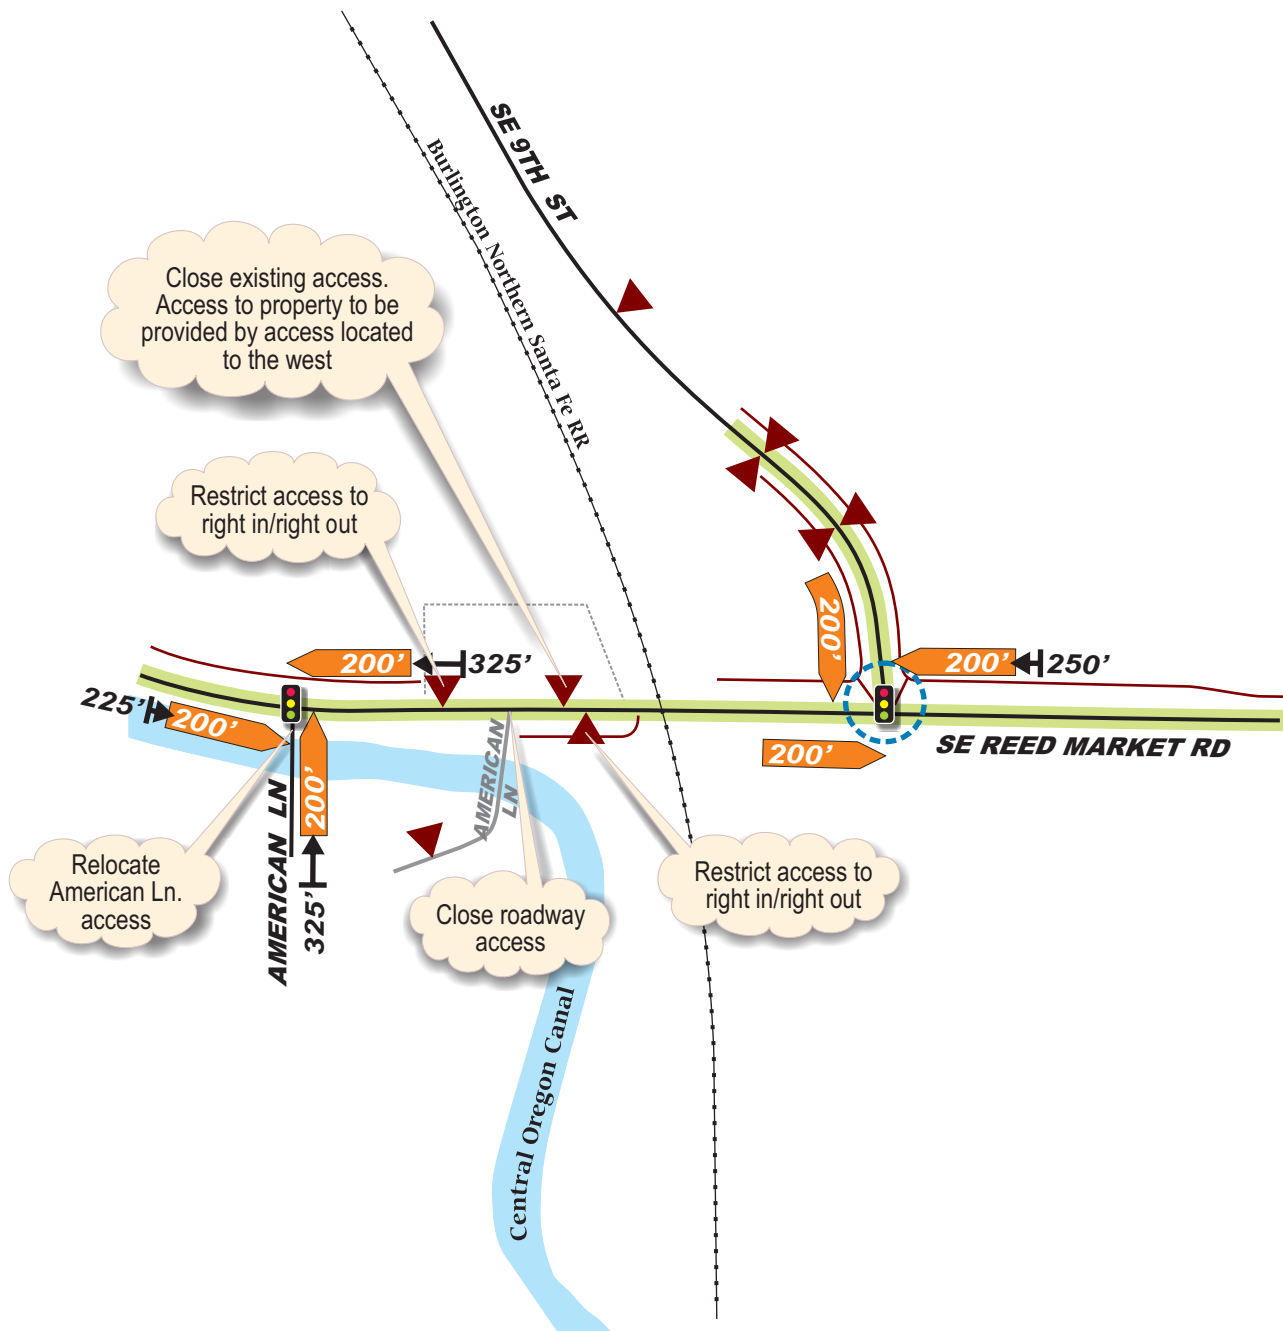 SE 9TH ST
Burlington Northern Santa Fe RR
Close existing access.
Access to property to be
provided by access located
to the west
Restrict access to
right in/right out
200'
325'
200'
200'
250'
225'
200'
200'
SE REED MARKET RD
AMERICAN LN
200'
325'
AMERICAN
LN
Relocate
American Ln.
access
Close roadway
access
Restrict access to
right in/right out
Central Oregon Canal